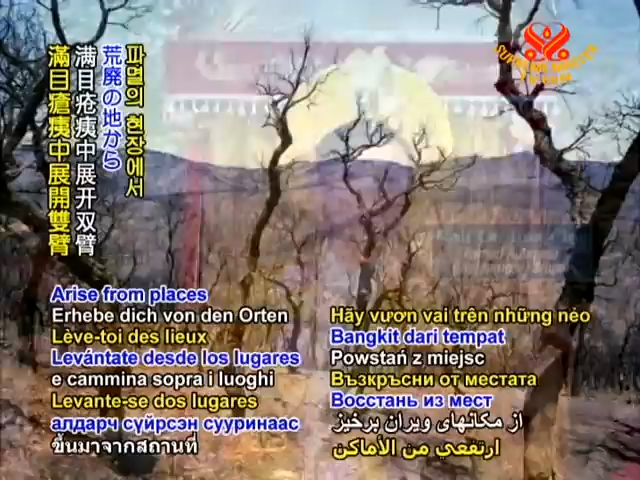 파멸의 현장에서
荒廃の地から
满目疮痍中展开双臂
滿目瘡痍中展開雙臂
SUPREME MASTER
Arise from places
Erhebe dich von den Orten
Lève-toi des lieux
Levántate desde los lugares
e cammina sopra i luoghi
Levante-se dos lugares
алдарч сүйрсэн сууринаас
ขึ้นมาจากสถานที่
Hãy vươn vai trên những nẻo
Bangkit dari tempat
Powstań z miejsc
Възкръсни от местата
Восстань из мест
از مکانهای ویران برخیز
ارتفعي من الأماكن